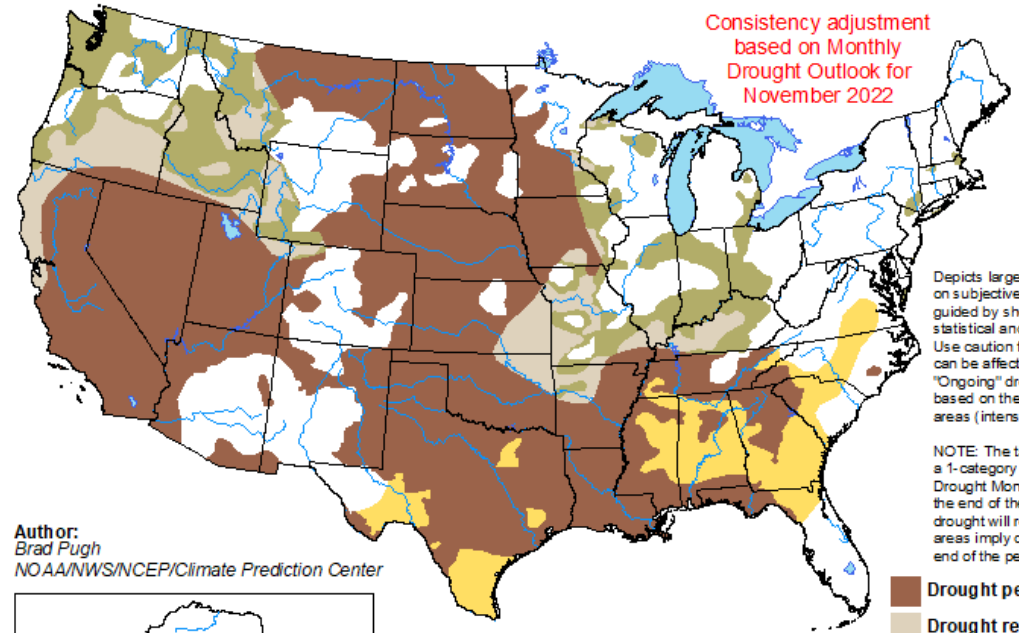 Consistency adjustment
based on Monthly
Drought Outlook for
November 2022
Depicts large
on subjective
guided by sh
statistical and
Use caution f
can be affect
"Ongoing" dr
based on the
areas (intens
NOTE: The t
a 1-category
Drought Mon
the end of the
drought will r
areas imply d
end of the pe
Author:
Brad Pugh
NOAA/NWS/NCEP/Climate Prediction Center
Drought pe
Drought re